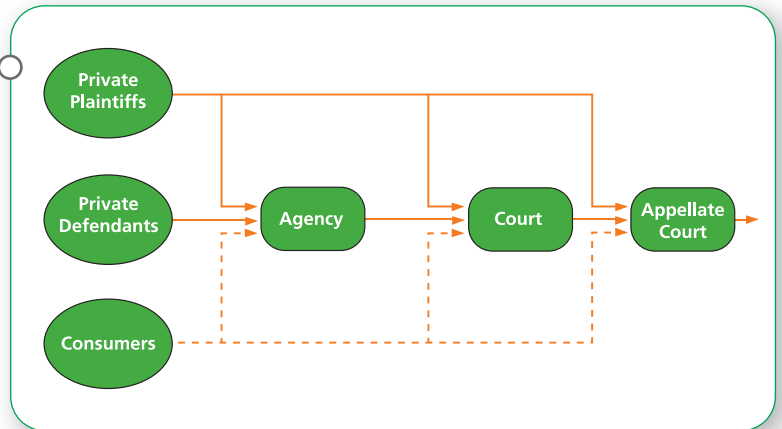 Private
Plaintiffs
Private
Defendants
Agency
Court
Appellate
Court
Consumers